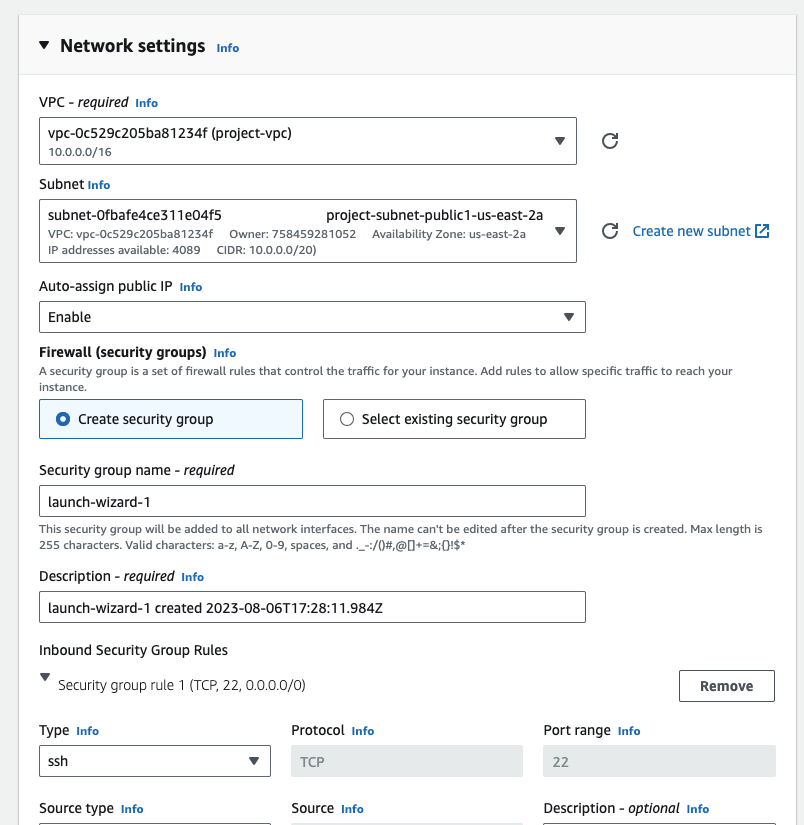 Network settings Info
VPC - required Info
vpc-0c529c205ba81234f (project-vpc)
10.0.0.0/16
Subnet Info
subnet-0fbafe4ce311e04f5 project-subnet-public1-us-east-2a
VPC: vpc-0c529c205ba81234f Owner: 758459281052 Availability Zone: us-east-2a
IP addresses available: 4089 CIDR: 10.0.0.0/20)
Create new subnet
Auto-assign public IP Info
Enable
Firewall (security groups) Info
A security group is a set of firewall rules that control the traffic for your instance. Add rules to allow specific traffic to reach your
instance.
Create security group
Select existing security group
Security group name - required
launch-wizard-1
This security group will be added to all network interfaces. The name can't be edited after the security group is created. Max length is
255 characters. Valid characters: a-z, A-Z, 0-9, spaces, and ._-:/()#,@[]+=&;{}!$*
Description - required Info
launch-wizard-1 created 2023-08-06T17:28:11.984Z
Inbound Security Group Rules
Security group rule 1 (TCP, 22, 0.0.0.0/0)
Remove
Type Info Protocol Info Port range Info
ssh TCP 22
Source type Info Source Info Description - optional Info